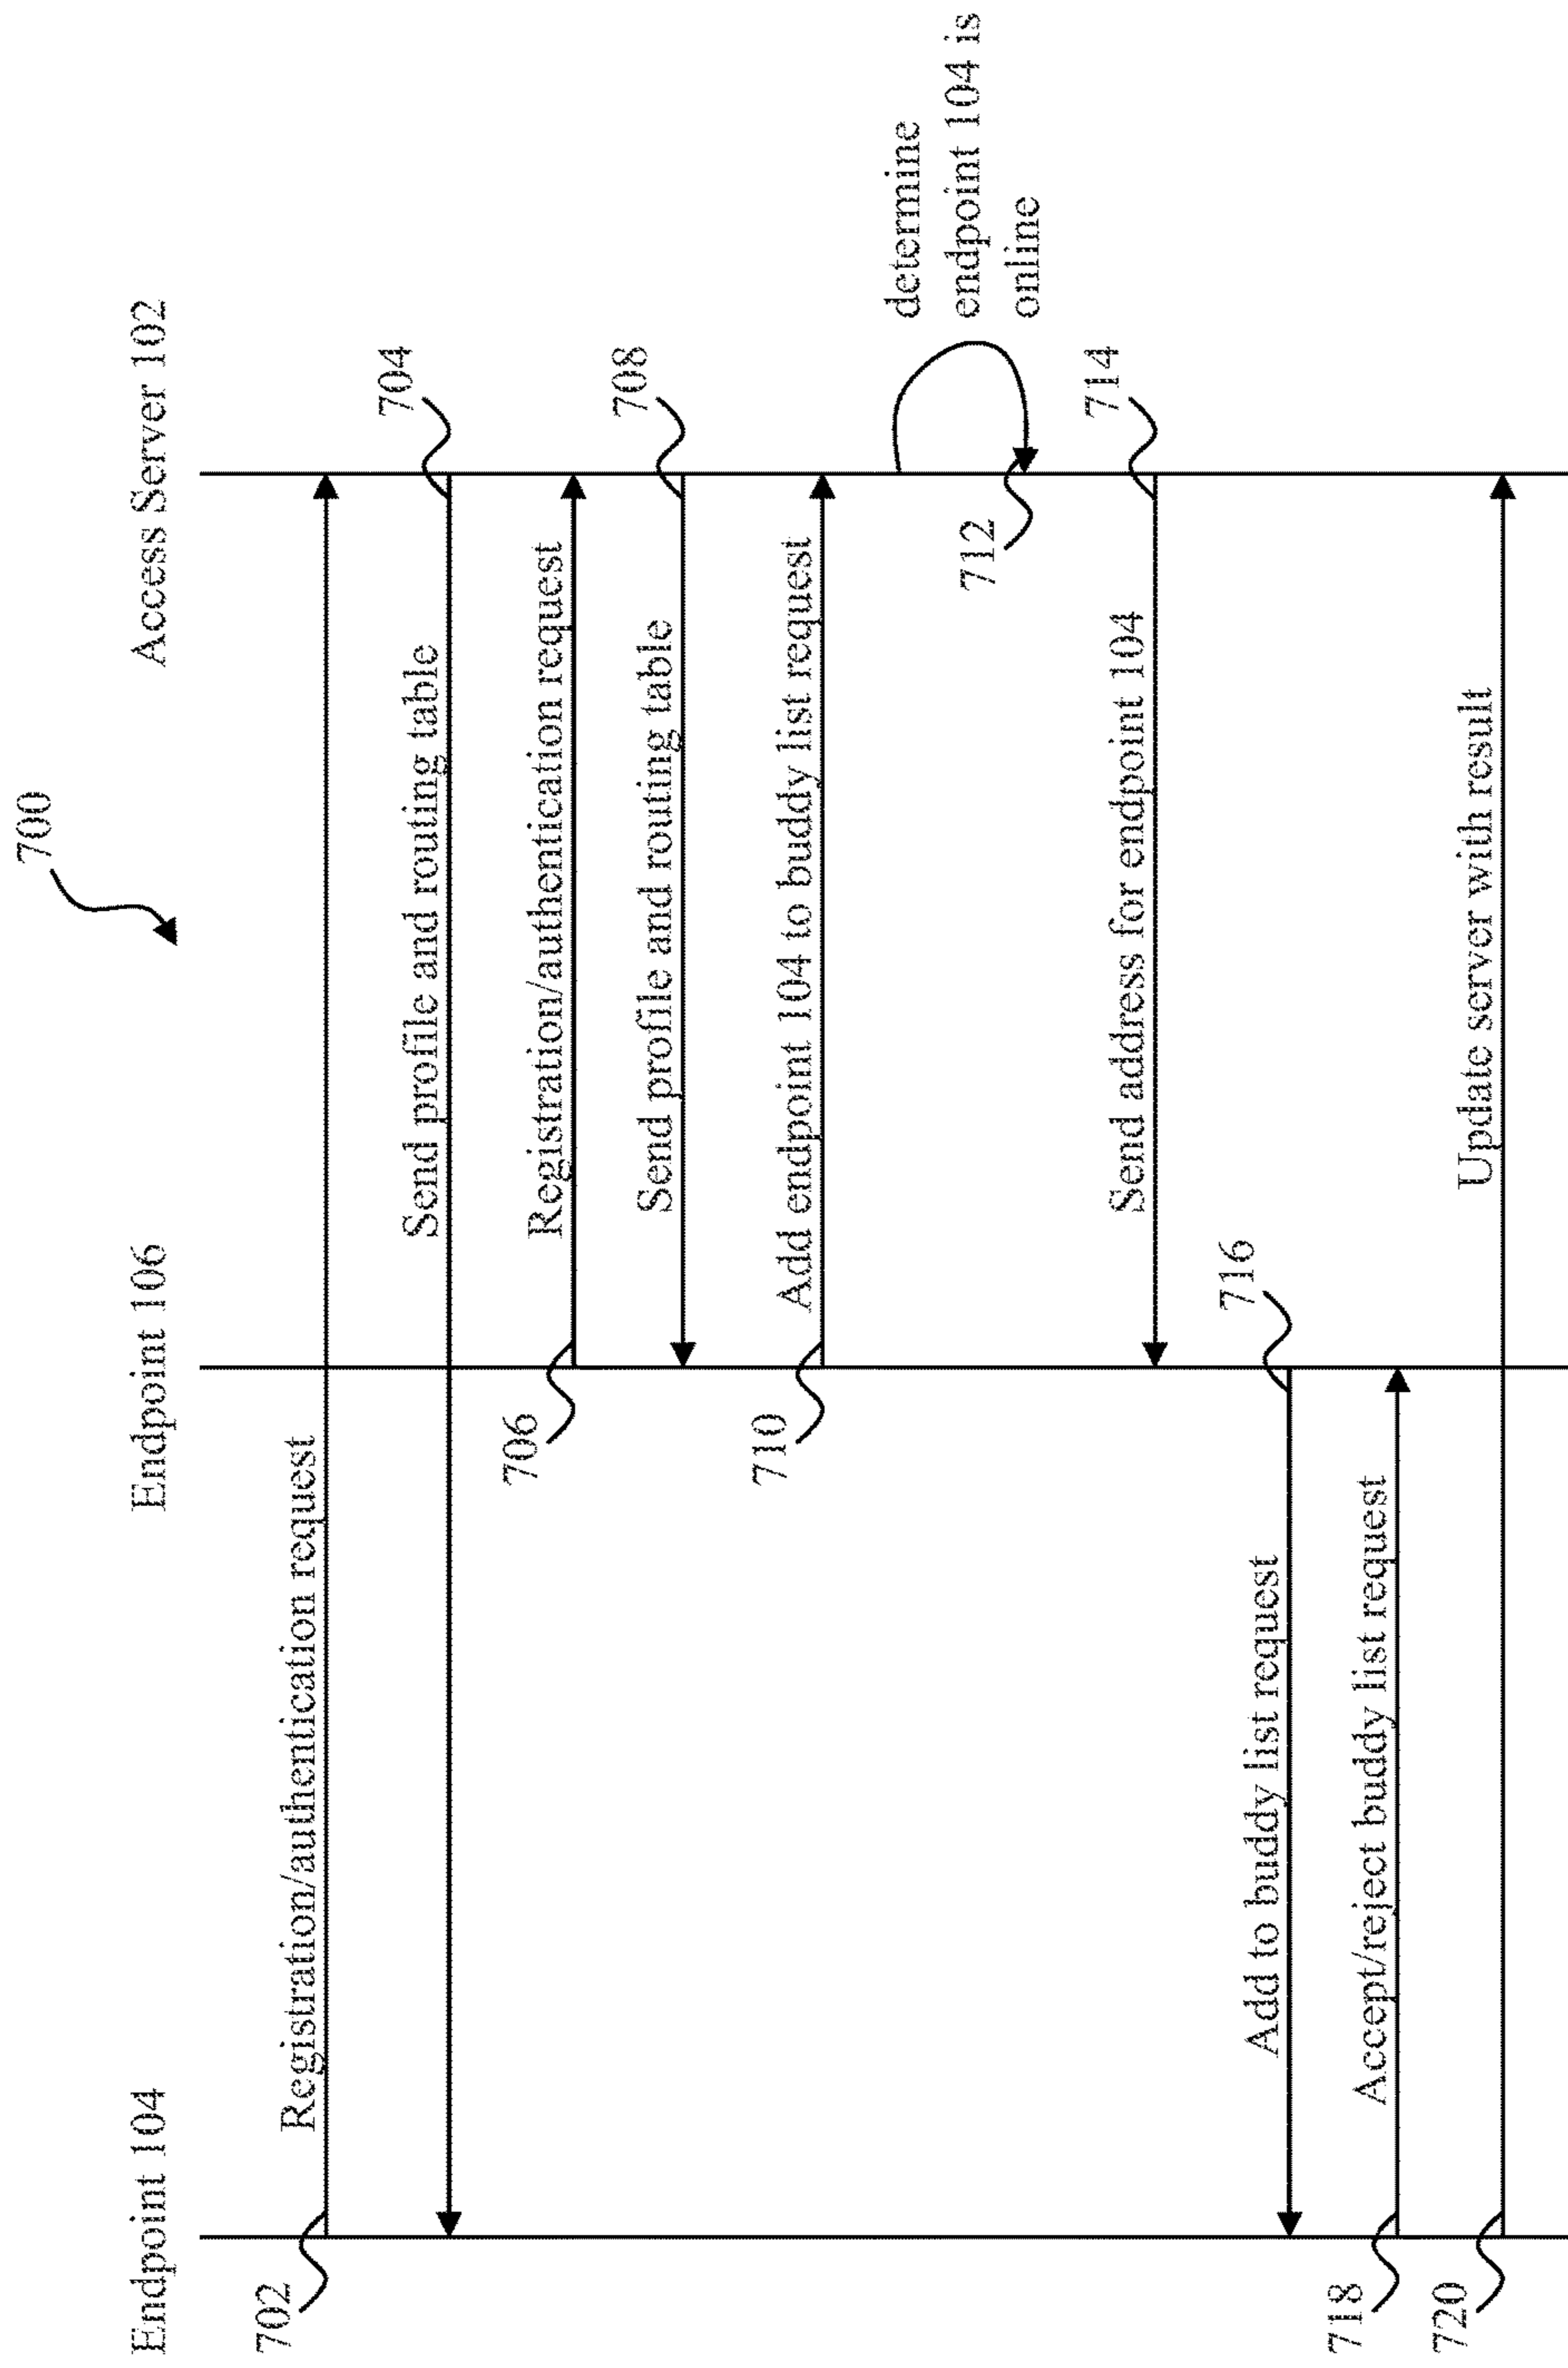 700
Endpoint 104
Endpoint 106
Access Server 102
702
Registration/authentication request
704
Send profile and routing table
706
Registration/authentication request
708
Send profile and routing table
710
Add endpoint 104 to buddy list request
determine
endpoint 104 is
online
712
714
Send address for endpoint 104
716
Add to buddy list request
718
Accept/reject buddy list request
720
Update server with result